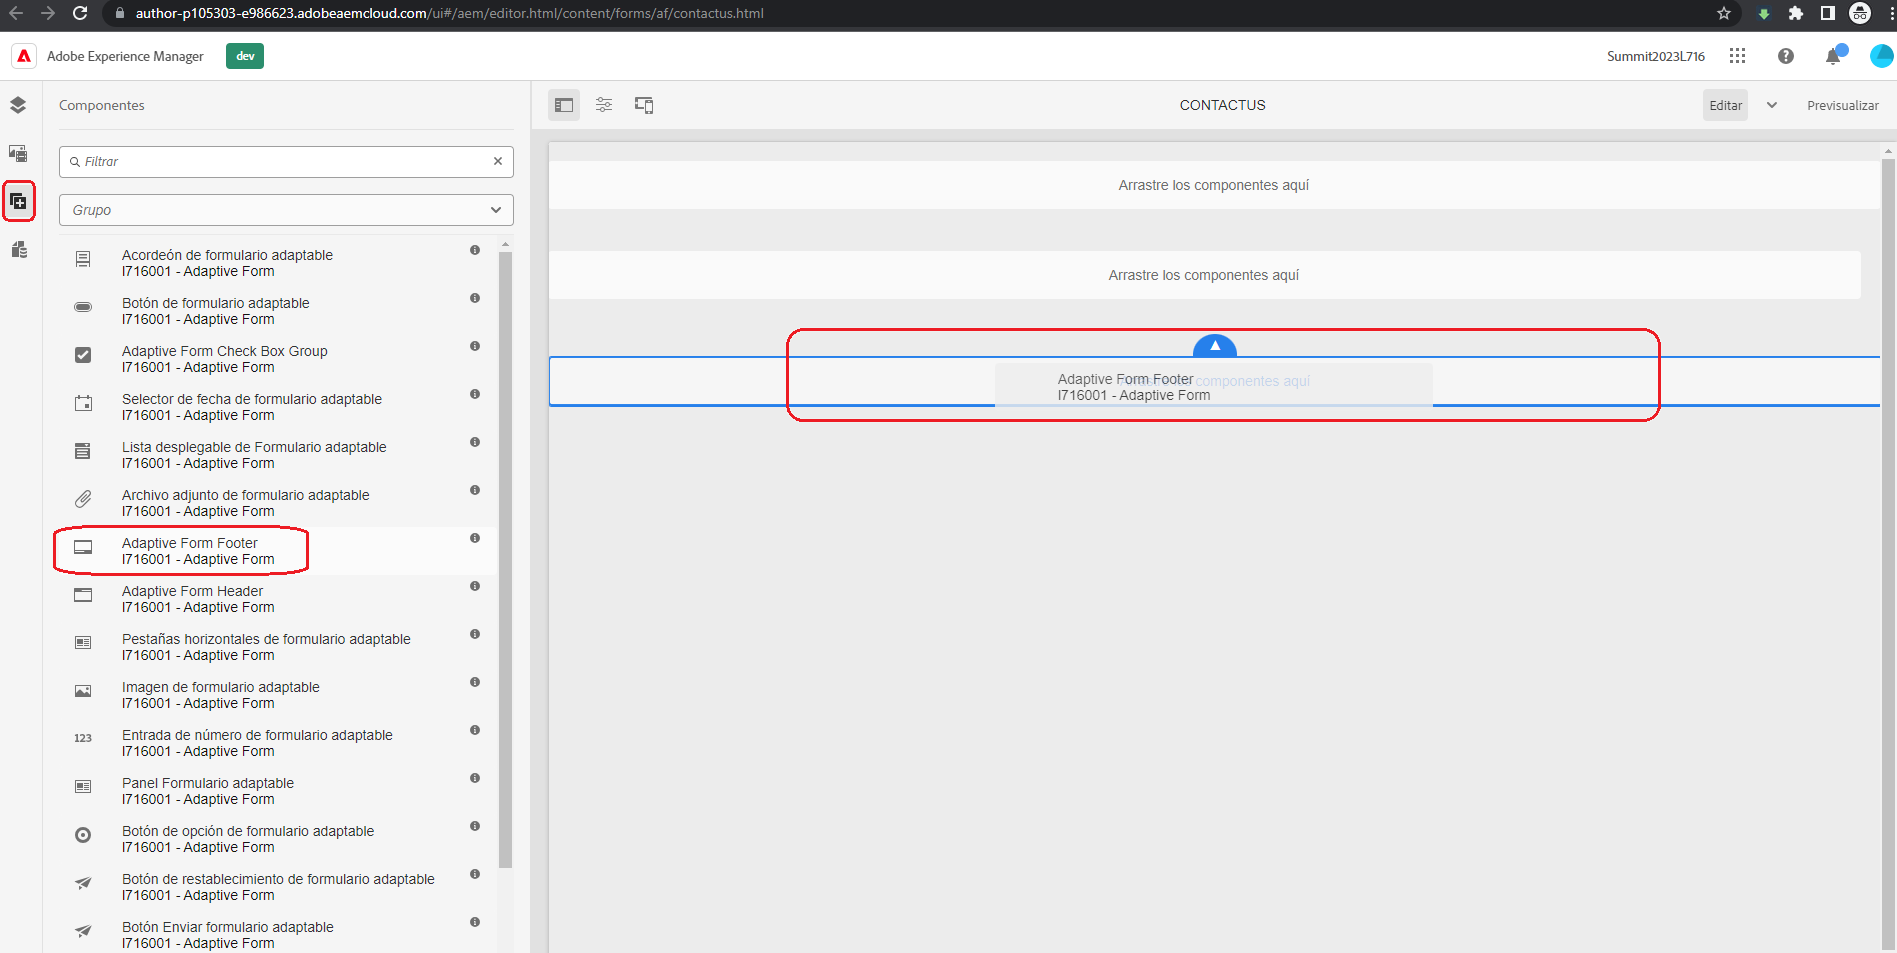 author-p105303-e986623.adobeaemcloud.com/ui#/aem/editor.html/content/forms/af/contactus.html
Adobe Experience Manager
dev
Summit2023L716
Componentes
CONTACTUS
Editar
Previsualizar
Filtrar
Grupo
Acordeón de formulario adaptable
l716001 - Adaptive Form
Botón de formulario adaptable
l716001 - Adaptive Form
Adaptive Form Check Box Group
l716001 - Adaptive Form
Selector de fecha de formulario adaptable
l716001 - Adaptive Form
Lista desplegable de Formulario adaptable
l716001 - Adaptive Form
Archivo adjunto de formulario adaptable
l716001 - Adaptive Form
Adaptive Form Footer
l716001 - Adaptive Form
Adaptive Form Header
l716001 - Adaptive Form
Pestañas horizontales de formulario adaptable
l716001 - Adaptive Form
Imagen de formulario adaptable
l716001 - Adaptive Form
123
Entrada de número de formulario adaptable
l716001 - Adaptive Form
Panel Formulario adaptable
l716001 - Adaptive Form
Botón de opción de formulario adaptable
l716001 - Adaptive Form
Botón de restablecimiento de formulario adaptable
l716001 - Adaptive Form
Botón Enviar formulario adaptable
l716001 - Adaptive Form
Arrastre los componentes aquí
Arrastre los componentes aquí
Adaptive Form Footer
Arrastre los componentes aquí
l716001 - Adaptive Form